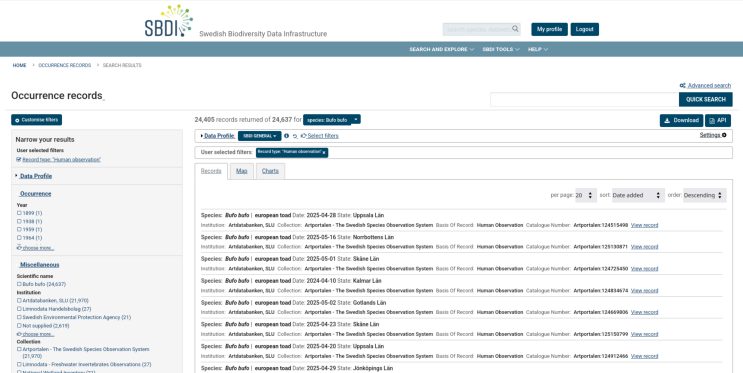 SBDI Swedish Biodiversity Data Infrastructure
My profile Logout
SEARCH AND EXPLORE SBDI TOOLS HELP
HOME OCCURRENCE RECORDS SEARCH RESULTS
Advanced search
Occurrence records
QUICK SEARCH
Customise filters
24,405 records returned of 24,637 for species: Bufo bufo
Download API
Narrow your results
User selected filters
Record type: "Human observation"
Data Profile
Occurrence
Year
1899 (1)
1938 (1)
1959 (1)
1964 (1)
choose more...
Miscellaneous
Scientific name
Bufo bufo (24,637)
Institution
Artdatabanken, SLU (21,970)
Limnodata Handelsbolag (27)
Swedish Environmental Protection Agency (21)
Not supplied (2,619)
choose more...
Collection
Artportalen - The Swedish Species Observation System (21,970)
Limnodata - Freshwater Invertebrates Observations (27)
Data Profile SBDI GENERAL Select filters Settings
User selected filters: Record type: "Human observation" x
Records Map Charts
per page: 20 sort: Date added order: Descending
Species: Bufo bufo | european toad Date: 2025-04-28 State: Uppsala Län
Institution: Artdatabanken, SLU Collection: Artportalen - The Swedish Species Observation System Basis Of Record: Human Observation Catalogue Number: Artportalen:124515498 View record
Species: Bufo bufo | european toad Date: 2025-05-16 State: Norrbottens Län
Institution: Artdatabanken, SLU Collection: Artportalen - The Swedish Species Observation System Basis Of Record: Human Observation Catalogue Number: Artportalen:125130871 View record
Species: Bufo bufo | european toad Date: 2025-05-01 State: Skåne Län
Institution: Artdatabanken, SLU Collection: Artportalen - The Swedish Species Observation System Basis Of Record: Human Observation Catalogue Number: Artportalen:124725450 View record
Species: Bufo bufo | european toad Date: 2024-04-10 State: Kalmar Län
Institution: Artdatabanken, SLU Collection: Artportalen - The Swedish Species Observation System Basis Of Record: Human Observation Catalogue Number: Artportalen:124834674 View record
Species: Bufo bufo | european toad Date: 2025-05-02 State: Gotlands Län
Institution: Artdatabanken, SLU Collection: Artportalen - The Swedish Species Observation System Basis Of Record: Human Observation Catalogue Number: Artportalen:124669806 View record
Species: Bufo bufo | european toad Date: 2025-04-23 State: Skåne Län
Institution: Artdatabanken, SLU Collection: Artportalen - The Swedish Species Observation System Basis Of Record: Human Observation Catalogue Number: Artportalen:125150799 View record
Species: Bufo bufo | european toad Date: 2025-04-20 State: Uppsala Län
Institution: Artdatabanken, SLU Collection: Artportalen - The Swedish Species Observation System Basis Of Record: Human Observation Catalogue Number: Artportalen:124912466 View record
Species: Bufo bufo | european toad Date: 2025-04-29 State: Jönköpings Län